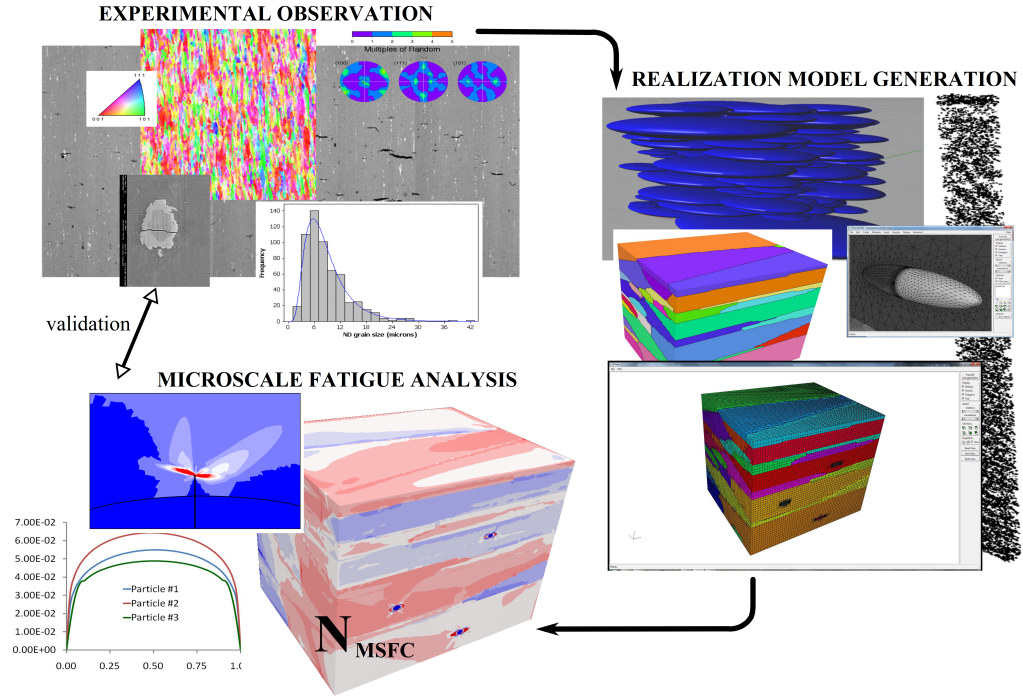 EXPERIMENTAL OBSERVATION
0 1 2 3 4 5
Multiples of Random
(100) (111) (101)
111
001 101
REALIZATION MODEL GENERATION
Frequency
140
120
100
80
60
40
20
0
0 6 12 18 24 30 36 42
ND grain size (microns)
validation
MICROSCALE FATIGUE ANALYSIS
7.00E-02
6.00E-02
5.00E-02
4.00E-02
3.00E-02
2.00E-02
1.00E-02
0.00E+00
Particle #1
Particle #2
Particle #3
0.00 0.25 0.50 0.75
N MSFC